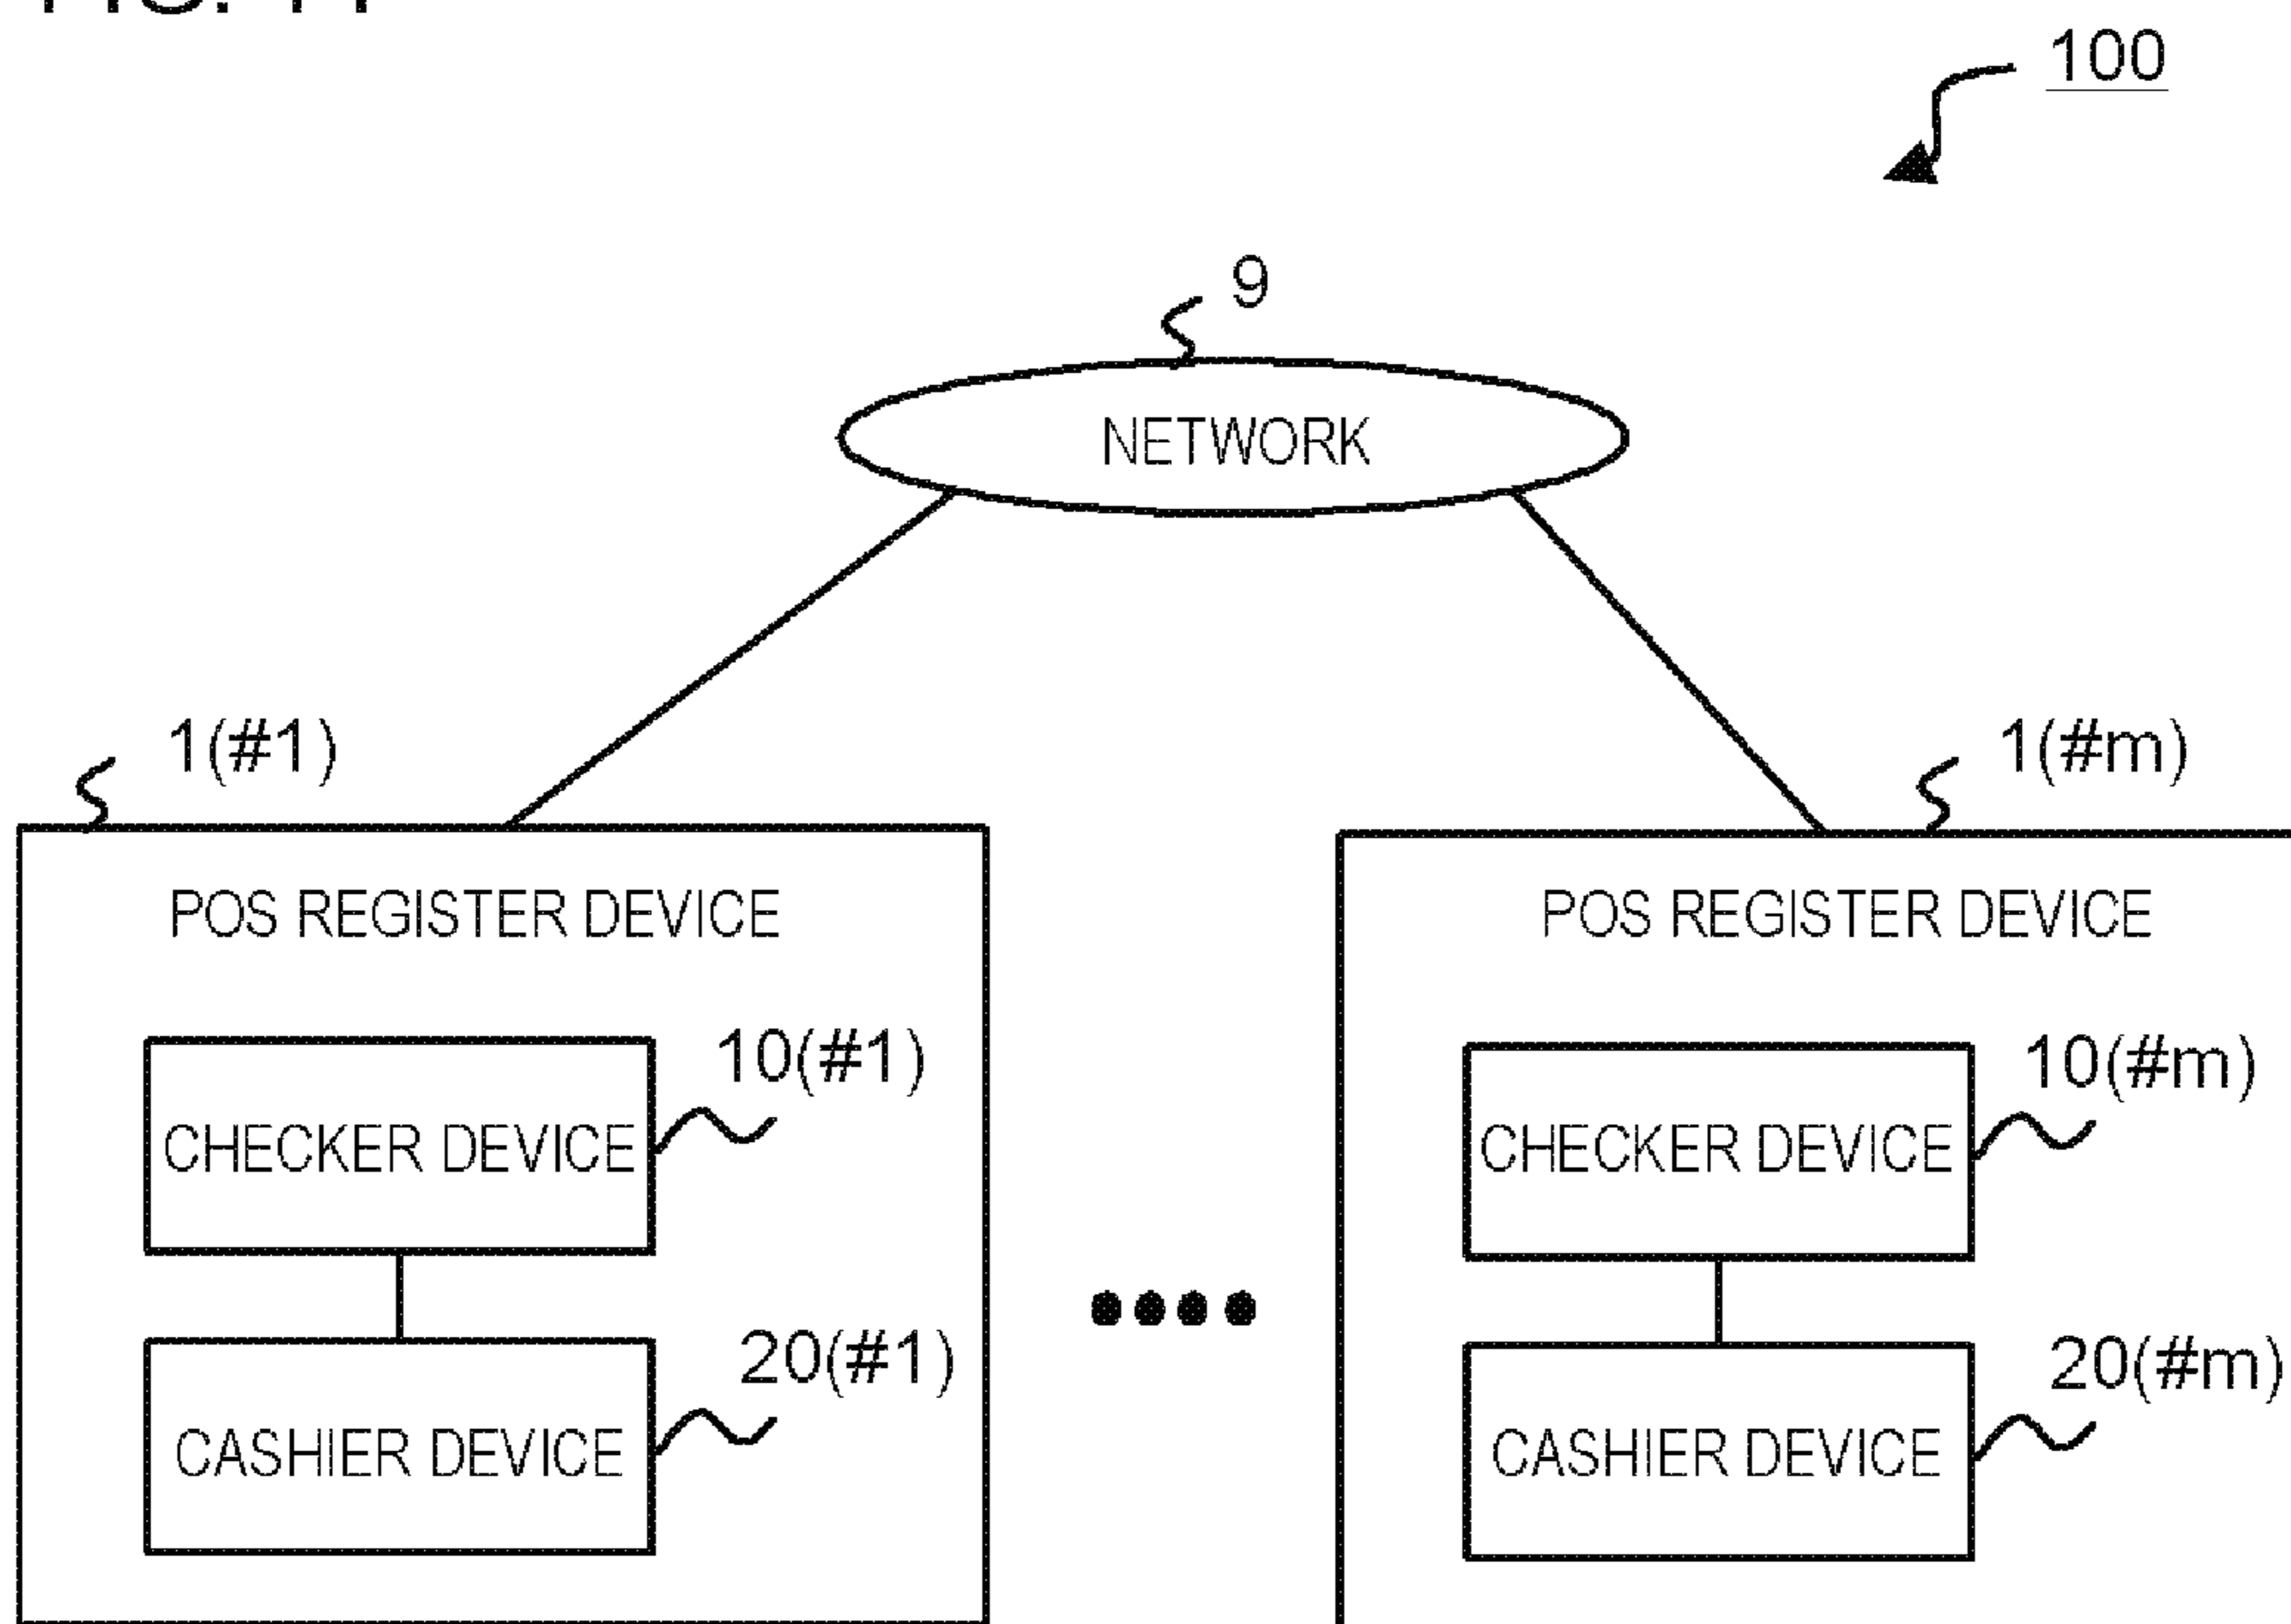 100
9
NETWORK
1(#1)
1(#m)
POS REGISTER DEVICE
POS REGISTER DEVICE
10(#1)
10(#m)
CHECKER DEVICE
CHECKER DEVICE
20(#1)
20(#m)
CASHIER DEVICE
CASHIER DEVICE